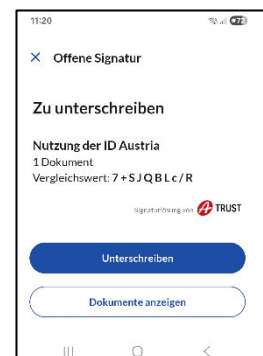 11:20
Offene Signatur
Zu unterschreiben
Nutzung der ID Austria
1 Dokument
Vergleichswert: 7 + S J Q B L c / R
Signaturlösung von A TRUST
Unterschreiben
Dokumente anzeigen